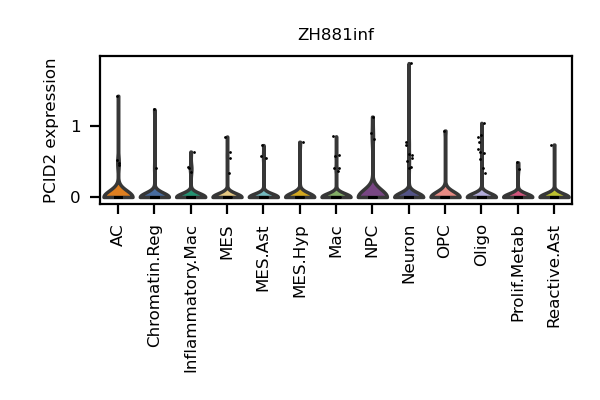 ZH881inf
PCID2 expression
1
0
AC
Chromatin.Reg
Inflammatory.Mac
MES
MES.Ast
MES.Hyp
Mac
NPC
Neuron
OPC
Oligo
Prolif.Metab
Reactive.Ast